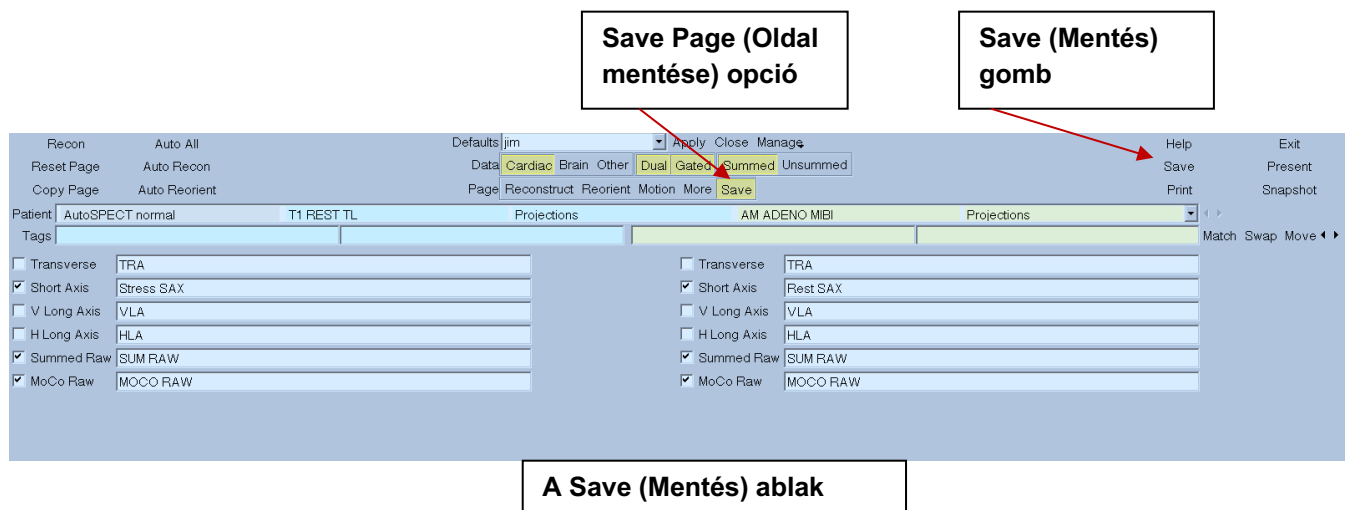 Save Page (Oldal
mentése) opció
Save (Mentés)
gomb
Recon Auto All Defaults jim Apply Close Manage Help Exit
Reset Page Auto Recon Data Cardiac Brain Other Dual Gated Summed Unsummed Save Present
Copy Page Auto Reorient Page Reconstruct Reorient Motion More Save Print Snapshot
Patient AutoSPECT normal T1 REST TL Projections AM ADENO MIBI Projections
Tags Match Swap Move
Transverse TRA Transverse TRA
Short Axis Stress SAX Short Axis Rest SAX
V Long Axis VLA V Long Axis VLA
H Long Axis HLA H Long Axis HLA
Summed Raw SUM RAW Summed Raw SUM RAW
MoCo Raw MOCO RAW MoCo Raw MOCO RAW
A Save (Mentés) ablak